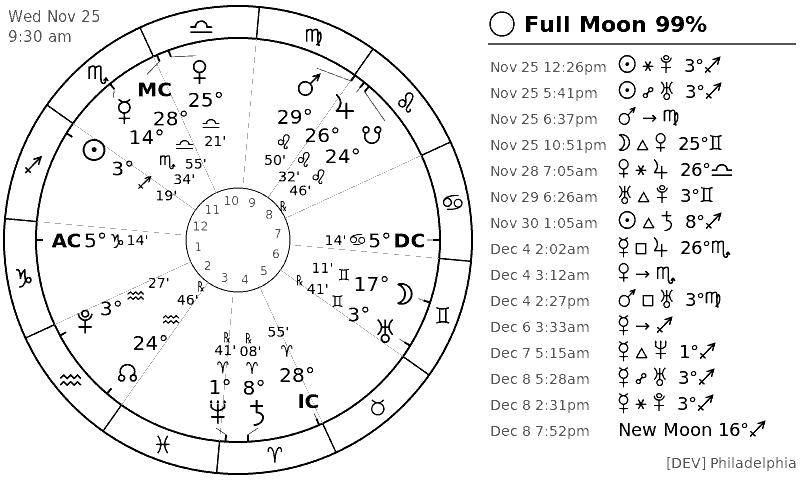 Wed Nov 25
9:30 am
○ Full Moon 99%
Nov 25 12:26pm ☉ ⚹ ⯓ 3°♐
Nov 25 5:41pm ☉ ☍ ♅ 3°♐
Nov 25 6:37pm ♂ → ♍
Nov 25 10:51pm ☽ △ ♀ 25°♊
Nov 28 7:05am ♀ ⚹ ♃ 26°♎
Nov 29 6:26am ♅ △ ⯓ 3°♊
Nov 30 1:05am ☉ △ ♄ 8°♐
Dec 4 2:02am ☿ □ ♃ 26°♏
Dec 4 3:12am ♀ → ♏
Dec 4 2:27pm ♂ □ ♅ 3°♍
Dec 6 3:33am ☿ → ♐
Dec 7 5:15am ☿ △ ♆ 1°♐
Dec 8 5:28am ☿ ☍ ♅ 3°♐
Dec 8 2:31pm ☿ ⚹ ⯓ 3°♐
Dec 8 7:52pm New Moon 16°♐
[DEV] Philadelphia
♎
♍
♌
♋
♊
♉
♈
♓
♒
♑
♐
♏
MC 28° ♎ 55'
♀ 25° ♎ 21'
☿ 14° ♏ 34'
☉ 3° ♐ 19'
AC 5° ♑ 14'
⯓ 3° ♒ 27'
☊ 24° ♒ 46' ℞
♆ 1° ♈ 41' ℞
♄ 8° ♈ 08' ℞
IC 28° ♈ 55'
♅ 3° ♊ 41' ℞
☽ 17° ♊ 11'
14' ♋ 5° DC
☋ 24° ♌ 46' ℞
♃ 26° ♌ 32'
♂ 29° ♌ 50'
1
2
3
4
5
6
7
8
9
10
11
12